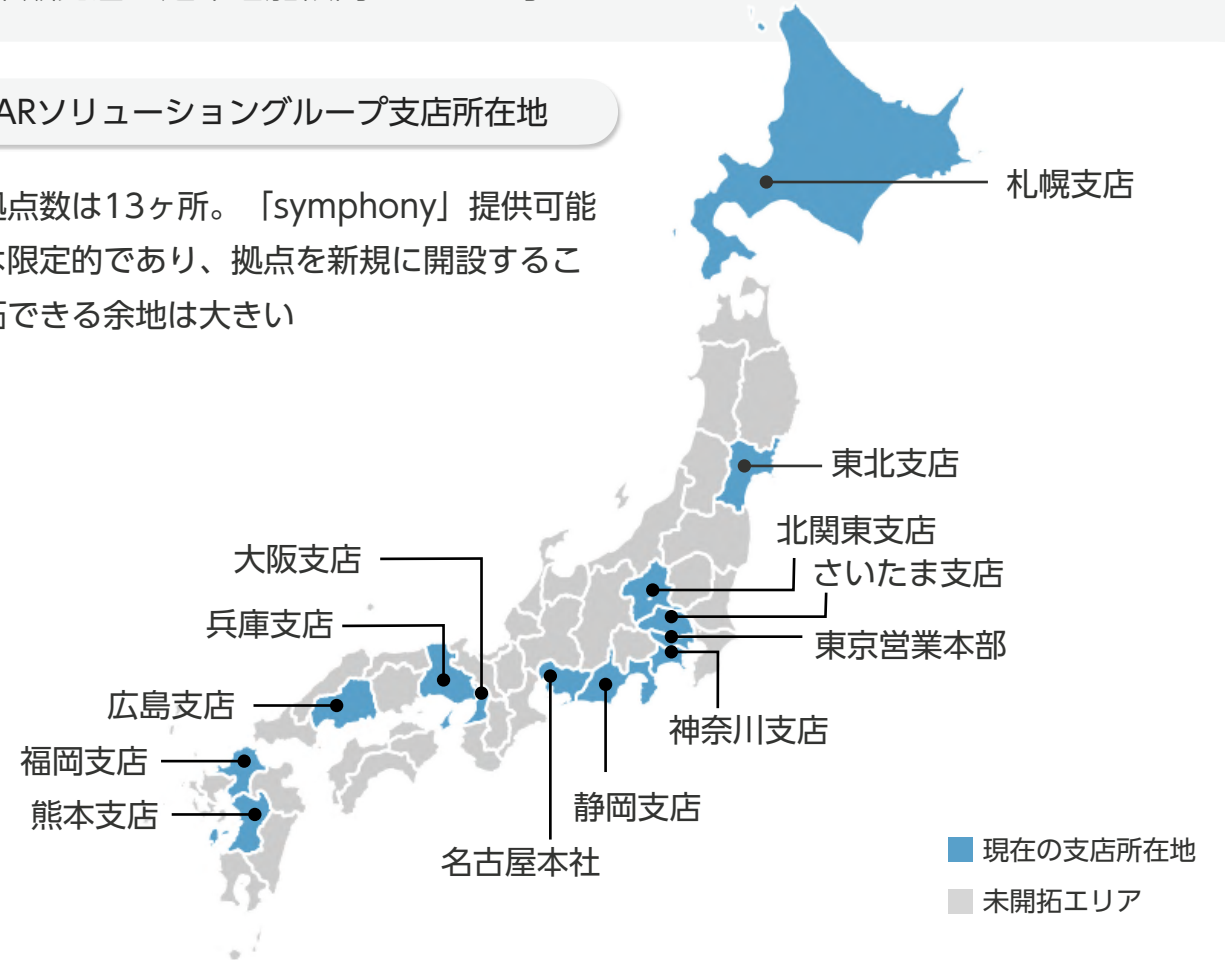 ARソリューショングループ支店所在地
拠点数は13ヶ所。「symphony」提供可能
限定的であり、拠点を新規に開設するこ
できる余地は大きい
札幌支店
東北支店
北関東支店
さいたま支店
東京営業本部
神奈川支店
静岡支店
名古屋本社
大阪支店
兵庫支店
広島支店
福岡支店
熊本支店
現在の支店所在地
未開拓エリア